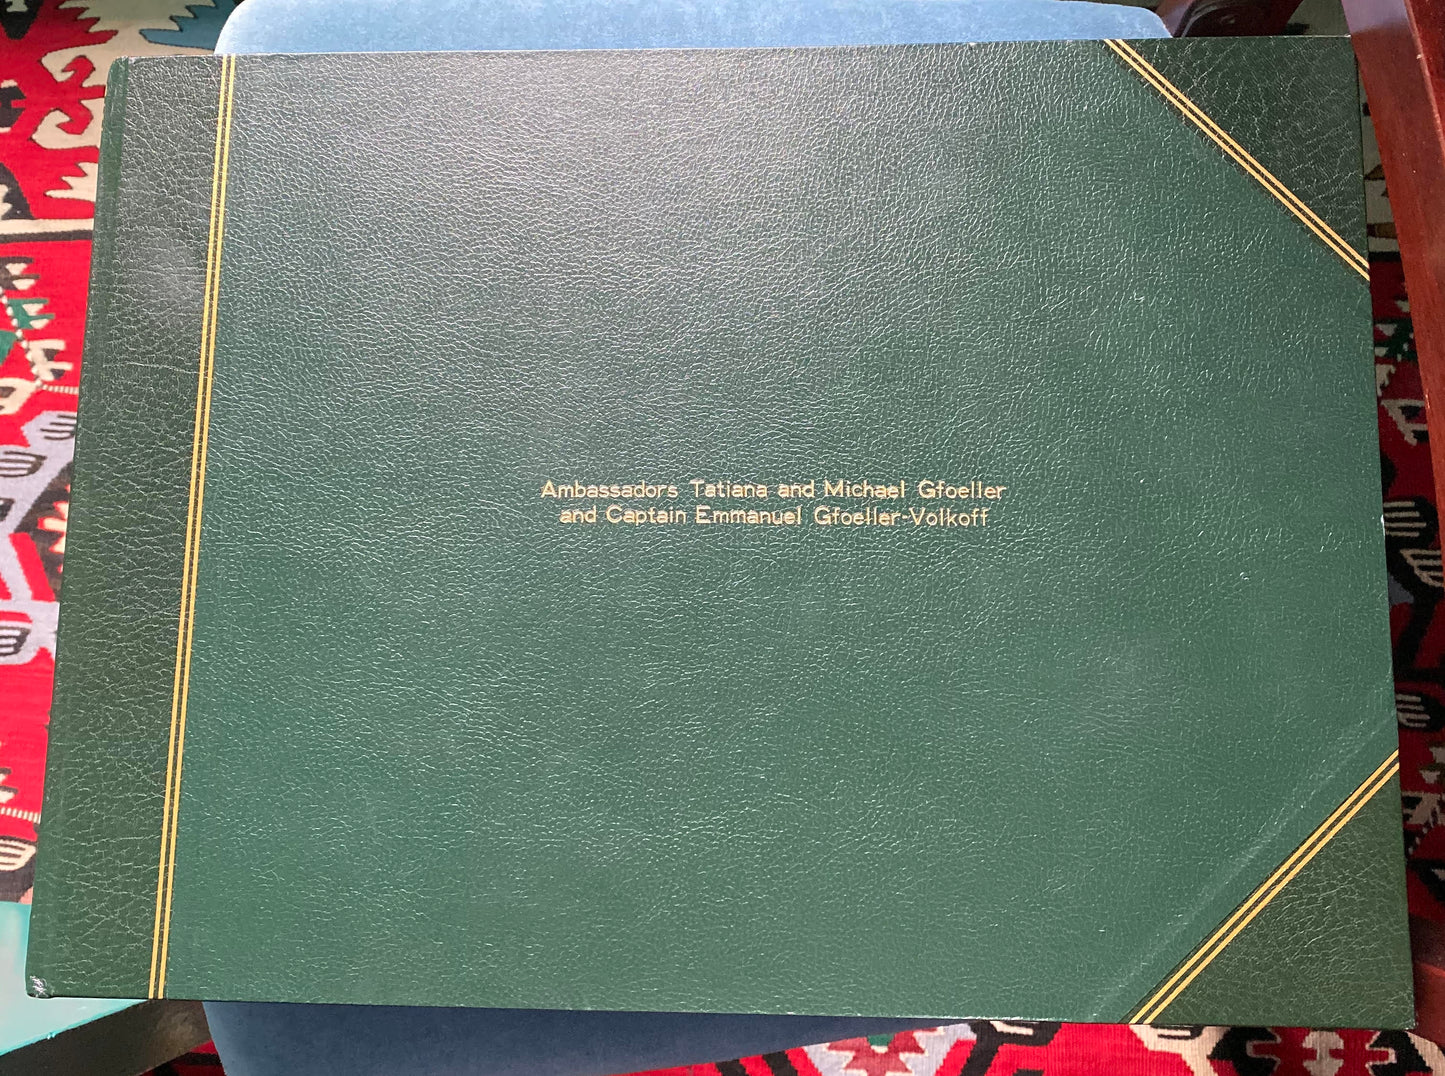 Ambassadors Tatiana and Michael Gfoeller
and Captain Emmanuel Gfoeller-Volkoff